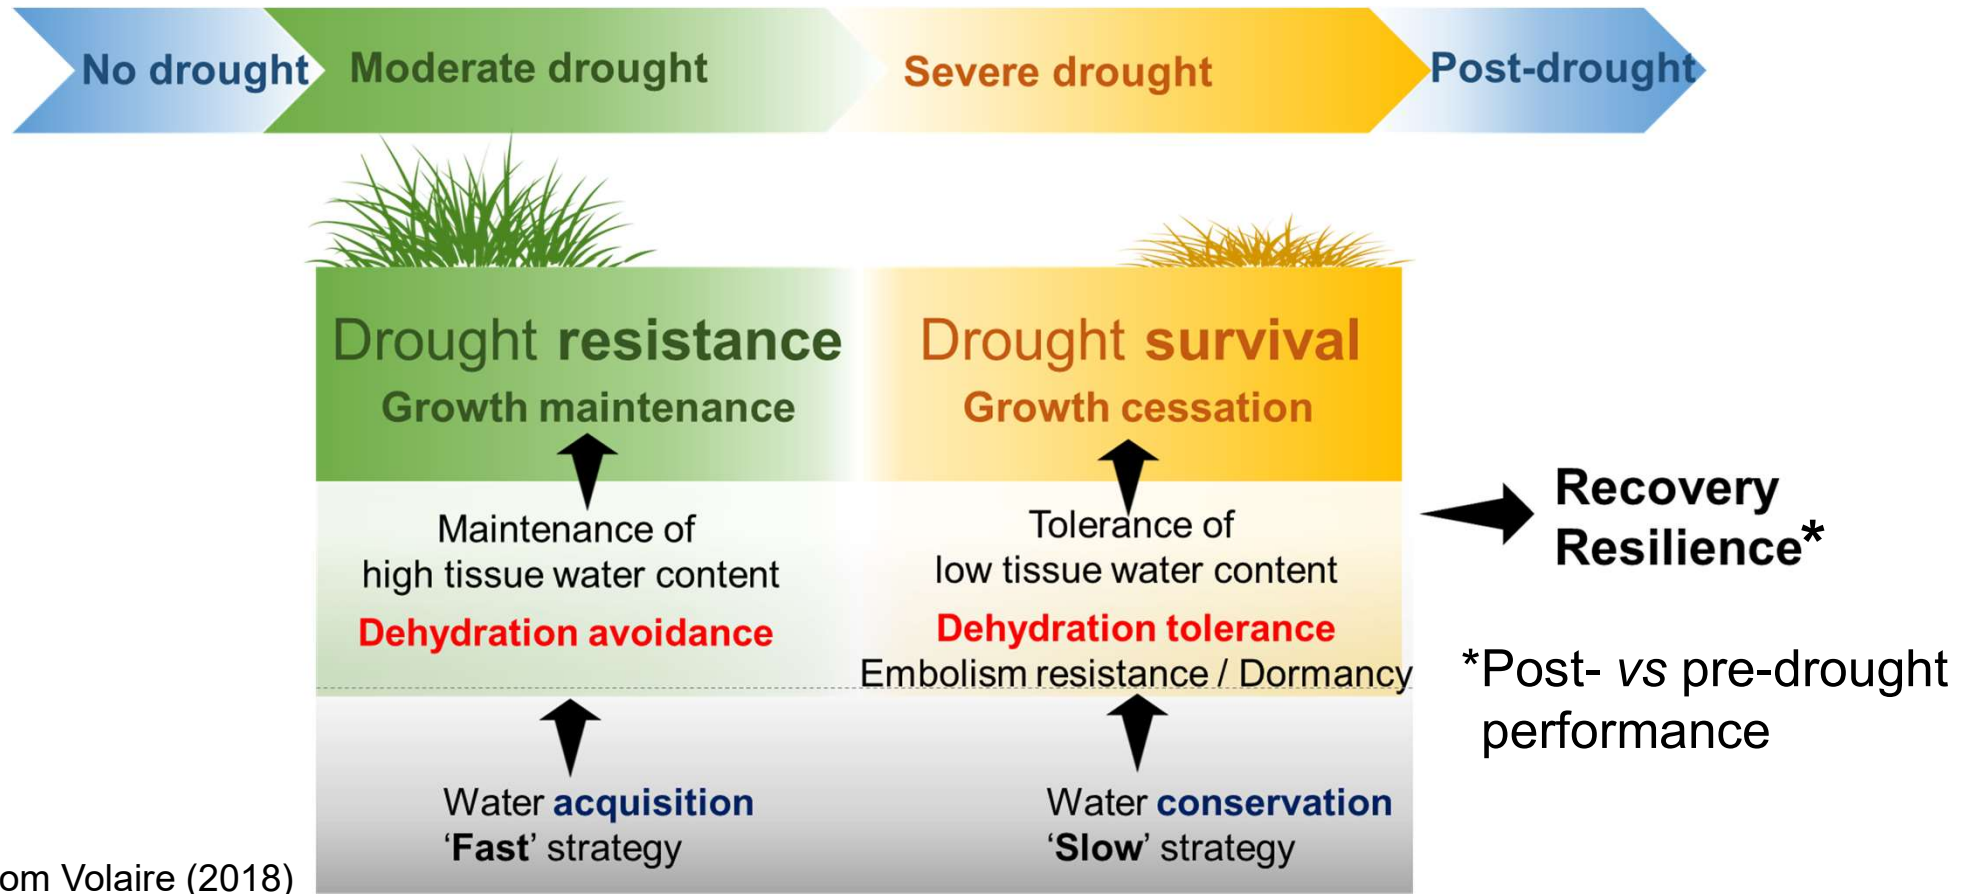 No drought
Moderate drought
Severe drought
Post-drought
Drought resistance
Growth maintenance
Maintenance of
high tissue water content
Dehydration avoidance
Water acquisition
‘Fast’ strategy
Drought survival
Growth cessation
Tolerance of
low tissue water content
Dehydration tolerance
Embolism resistance / Dormancy
Water conservation
‘Slow’ strategy
Recovery
Resilience*
*Post- vs pre-drought
performance
Volaire (2018)